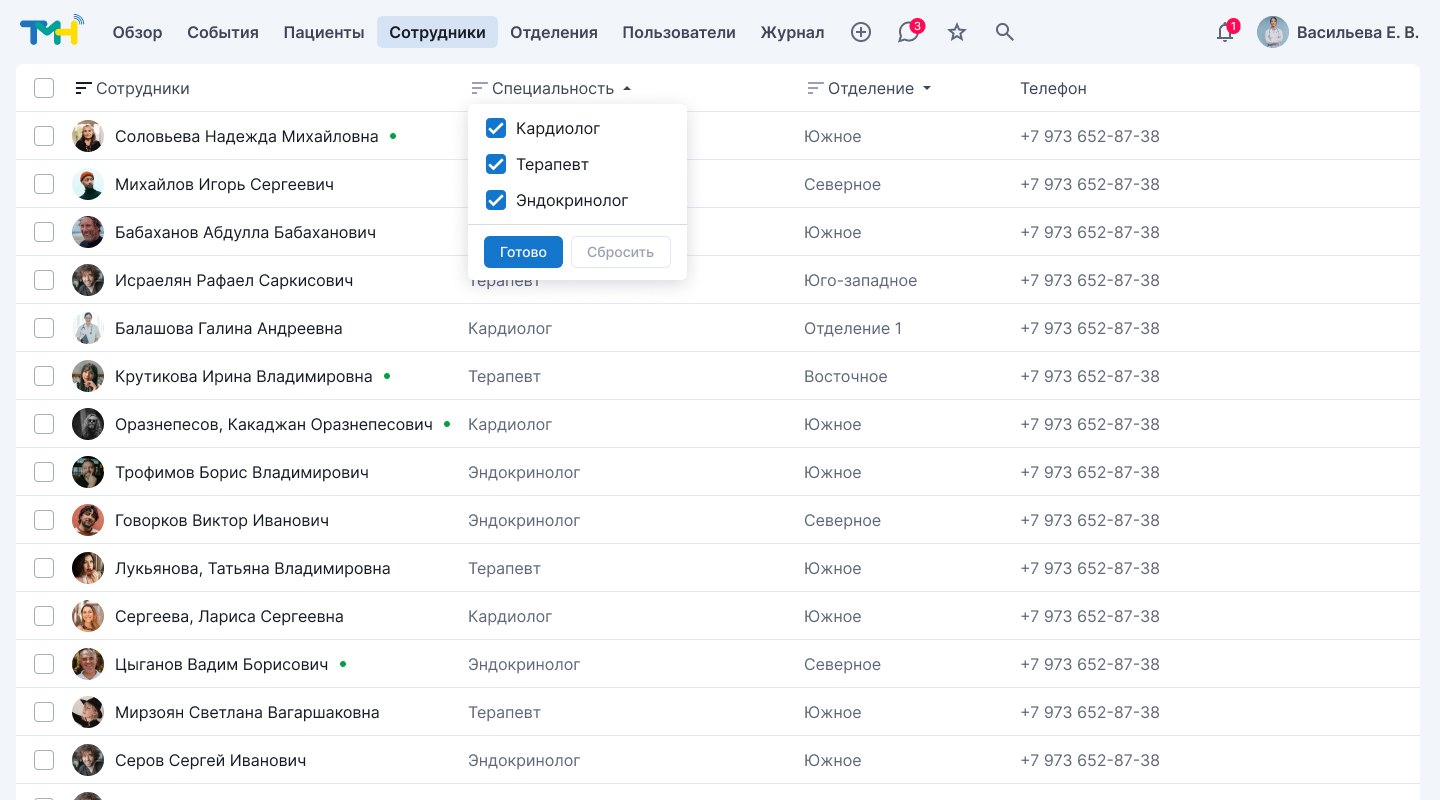 ТМН Обзор События Пациенты Сотрудники Отделения Пользователи Журнал 3 1 Васильева Е. В.
Сотрудники Специальность Отделение Телефон
Соловьева Надежда Михайловна Южное +7 973 652-87-38
Кардиолог
Михайлов Игорь Сергеевич Северное +7 973 652-87-38
Терапевт
Эндокринолог
Бабаханов Абдулла Бабаханович Южное +7 973 652-87-38
Готово Сбросить
Исраелян Рафаел Саркисович Терапевт Юго-западное +7 973 652-87-38
Балашова Галина Андреевна Кардиолог Отделение 1 +7 973 652-87-38
Крутикова Ирина Владимировна Терапевт Восточное +7 973 652-87-38
Оразнепесов, Какаджан Оразнепесович Кардиолог Южное +7 973 652-87-38
Трофимов Борис Владимирович Эндокринолог Южное +7 973 652-87-38
Говорков Виктор Иванович Эндокринолог Северное +7 973 652-87-38
Лукьянова, Татьяна Владимировна Терапевт Южное +7 973 652-87-38
Сергеева, Лариса Сергеевна Кардиолог Южное +7 973 652-87-38
Цыганов Вадим Борисович Эндокринолог Северное +7 973 652-87-38
Мирзоян Светлана Вагаршаковна Терапевт Южное +7 973 652-87-38
Серов Сергей Иванович Эндокринолог Южное +7 973 652-87-38